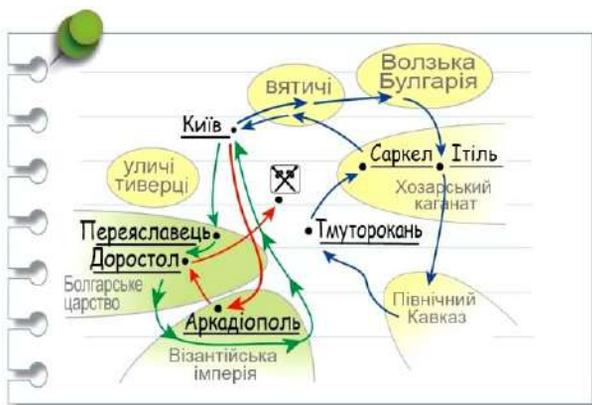 Волзька
Булгарія
вятичі
Київ
Саркел Ітіль
уличі
тиверці
Хозарський
каганат
Переяславець
Тмуторокань
Доростол
Болгарське
царство
Північний
Кавказ
Аркадіополь
Візантійська
імперія